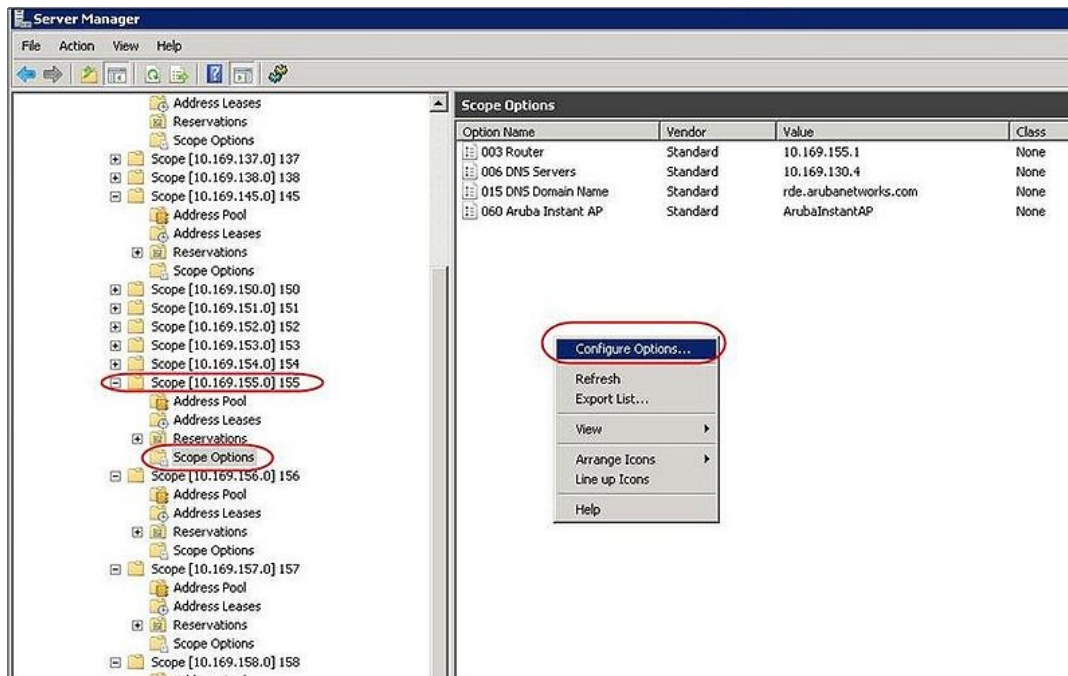 Server Manager
File Action View Help
Address Leases
Reservations
Scope Options
Scope [10.169.137.0] 137
Scope [10.169.138.0] 138
Scope [10.169.145.0] 145
Address Pool
Address Leases
Reservations
Scope Options
Scope [10.169.150.0] 150
Scope [10.169.151.0] 151
Scope [10.169.152.0] 152
Scope [10.169.153.0] 153
Scope [10.169.154.0] 154
Scope [10.169.155.0] 155
Address Pool
Address Leases
Reservations
Scope Options
Scope [10.169.156.0] 156
Address Pool
Address Leases
Reservations
Scope Options
Scope [10.169.157.0] 157
Address Pool
Address Leases
Reservations
Scope Options
Scope [10.169.158.0] 158
Scope Options
Option Name Vendor Value Class
003 Router Standard 10.169.155.1 None
006 DNS Servers Standard 10.169.130.4 None
015 DNS Domain Name Standard rde.arubanetworks.com None
060 Aruba Instant AP Standard ArubaInstantAP None
Configure Options...
Refresh
Export List...
View
Arrange Icons
Line up Icons
Help